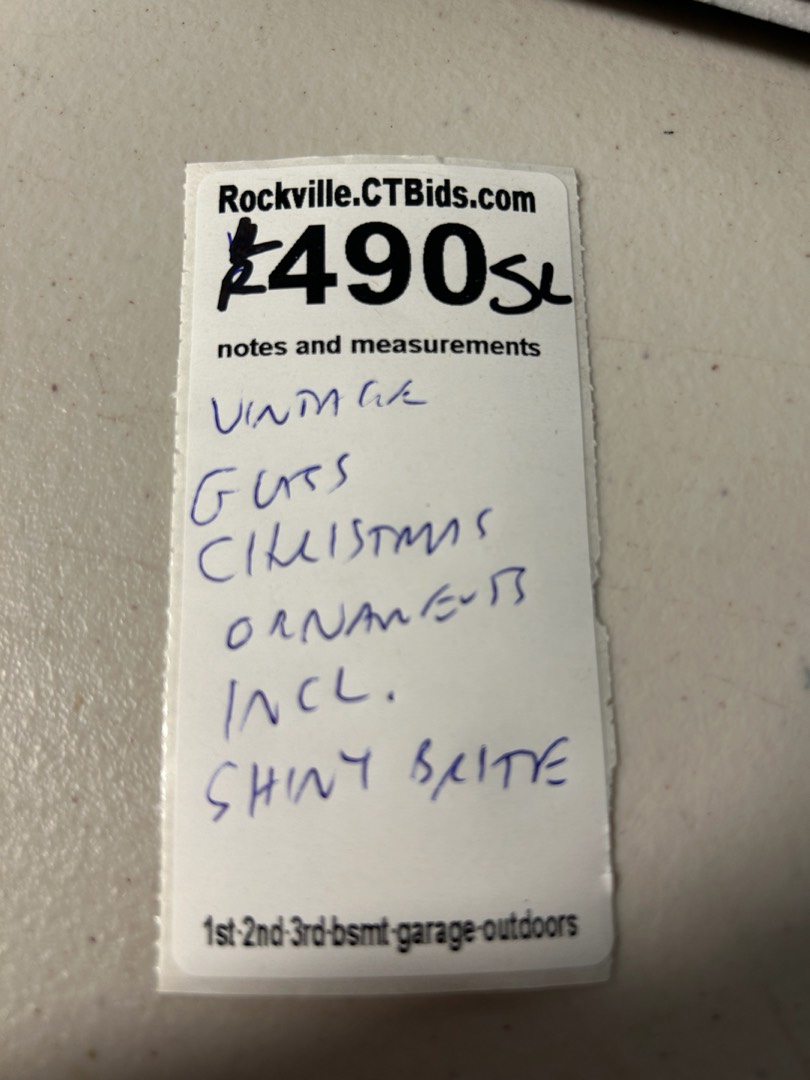 Rockville.CTBids.com
R490SL
notes and measurements
VINTAGE
GLASS
CHRISTMAS
ORNAMENTS
INCL.
SHINY BRITE
1st-2nd-3rd-bsmt-garage-outdoors